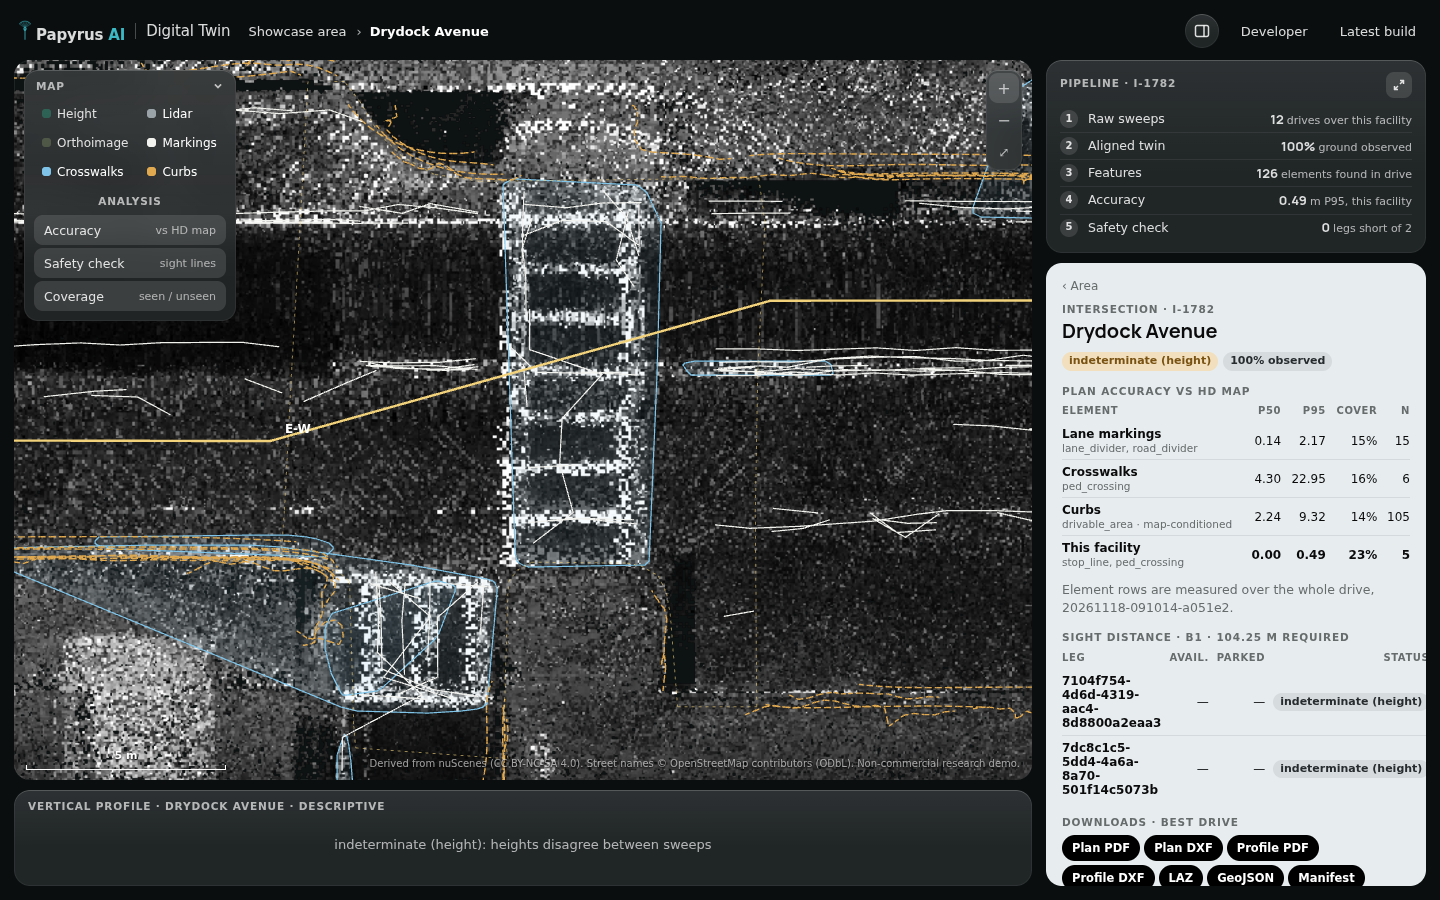 Papyrus AI Digital Twin Showcase area › Drydock Avenue Developer Latest build
MAP
Height Lidar
Orthoimage Markings
Crosswalks Curbs
ANALYSIS
Accuracy vs HD map
Safety check sight lines
Coverage seen / unseen
+
−
E-W
5 m
Derived from nuScenes (CC BY-NC-SA 4.0). Street names © OpenStreetMap contributors (ODbL). Non-commercial research demo.
VERTICAL PROFILE · DRYDOCK AVENUE · DESCRIPTIVE
indeterminate (height): heights disagree between sweeps
PIPELINE · I-1782
1 Raw sweeps 12 drives over this facility
2 Aligned twin 100% ground observed
3 Features 126 elements found in drive
4 Accuracy 0.49 m P95, this facility
5 Safety check 0 legs short of 2
‹ Area
INTERSECTION · I-1782
Drydock Avenue
indeterminate (height) 100% observed
PLAN ACCURACY VS HD MAP
ELEMENT P50 P95 COVER N
Lane markings 0.14 2.17 15% 15
lane_divider, road_divider
Crosswalks 4.30 22.95 16% 6
ped_crossing
Curbs 2.24 9.32 14% 105
drivable_area · map-conditioned
This facility 0.00 0.49 23% 5
stop_line, ped_crossing
Element rows are measured over the whole drive,
20261118-091014-a051e2.
SIGHT DISTANCE · B1 · 104.25 M REQUIRED
LEG AVAIL. PARKED STATUS
7104f754-
4d6d-4319-
aac4- — — indeterminate (height)
8d8800a2eaa3
7dc8c1c5-
5dd4-4a6a-
8a70- — — indeterminate (height)
501f14c5073b
DOWNLOADS · BEST DRIVE
Plan PDF Plan DXF Profile PDF
Profile DXF LAZ GeoJSON Manifest